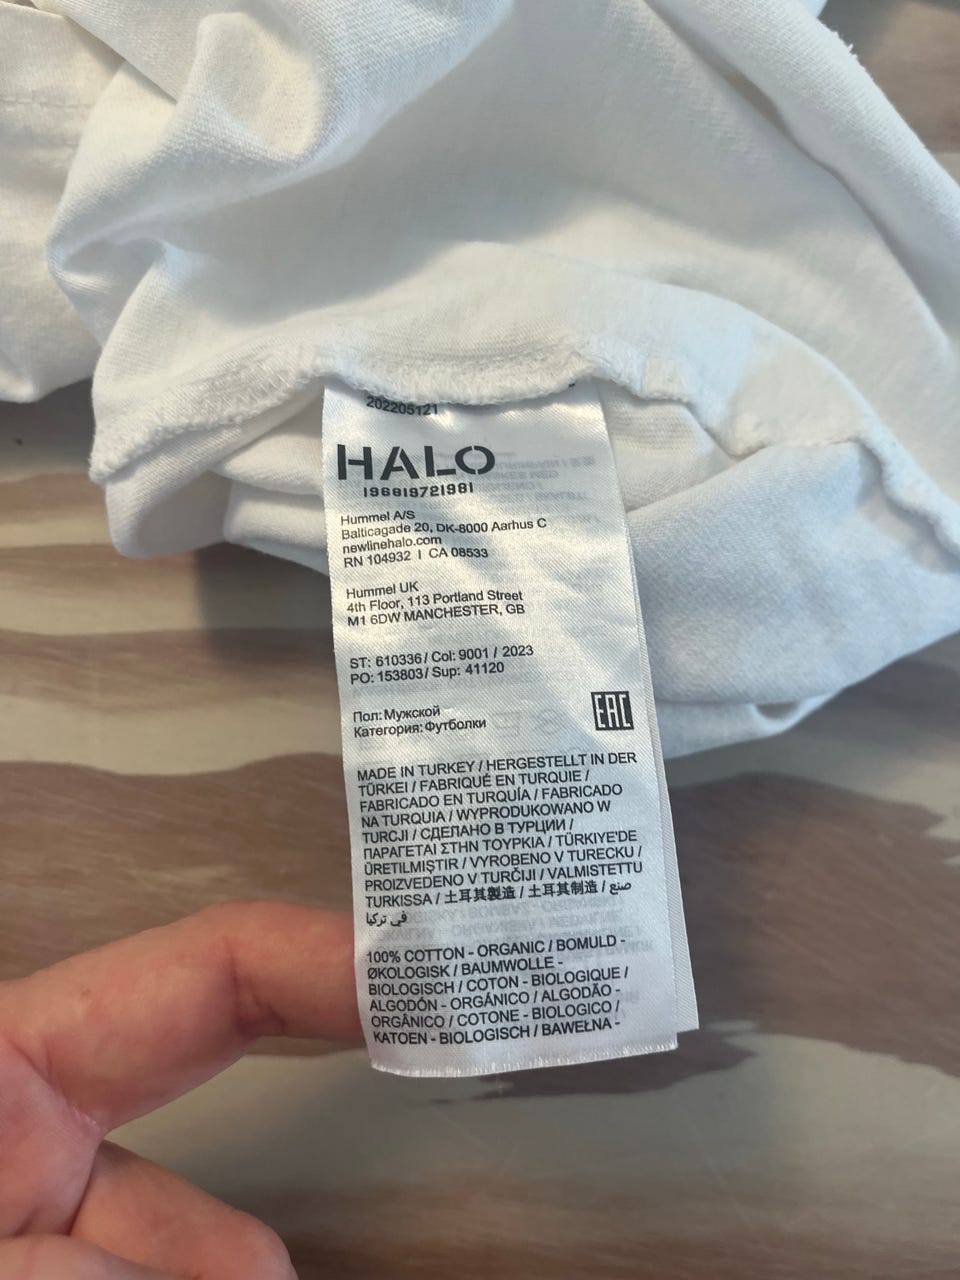 202205121
HALO
196819721981
Hummel A/S
Balticagade 20, DK-8000 Aarhus C
newlinehalo.com
RN 104932 | CA 08533
Hummel UK
4th Floor, 113 Portland Street
M1 6DW MANCHESTER, GB
ST: 610336 / Col: 9001 / 2023
PO: 153803 / Sup: 41120
Пол: Мужской
Категория: Футболки
EAC
MADE IN TURKEY / HERGESTELLT IN DER
TÜRKEI / FABRIQUÉ EN TURQUIE /
FABRICADO EN TURQUÍA / FABRICADO
NA TURQUIA / WYPRODUKOWANO W
TURCJI / СДЕЛАНО В ТУРЦИИ /
ΠΑΡΑΓΕΤΑΙ ΣΤΗΝ ΤΟΥΡΚΙΑ / TÜRKIYE'DE
ÜRETILMIŞTIR / VYROBENO V TURECKU /
PROIZVEDENO V TURČIJI / VALMISTETTU
TURKISSA / 土耳其製造 / 土耳其制造 / صنع
في تركيا
100% COTTON - ORGANIC / BOMULD -
ØKOLOGISK / BAUMWOLLE -
BIOLOGISCH / COTON - BIOLOGIQUE /
ALGODÓN - ORGÁNICO / ALGODÃO -
ORGÂNICO / COTONE - BIOLOGICO /
KATOEN - BIOLOGISCH / BAWEŁNA -